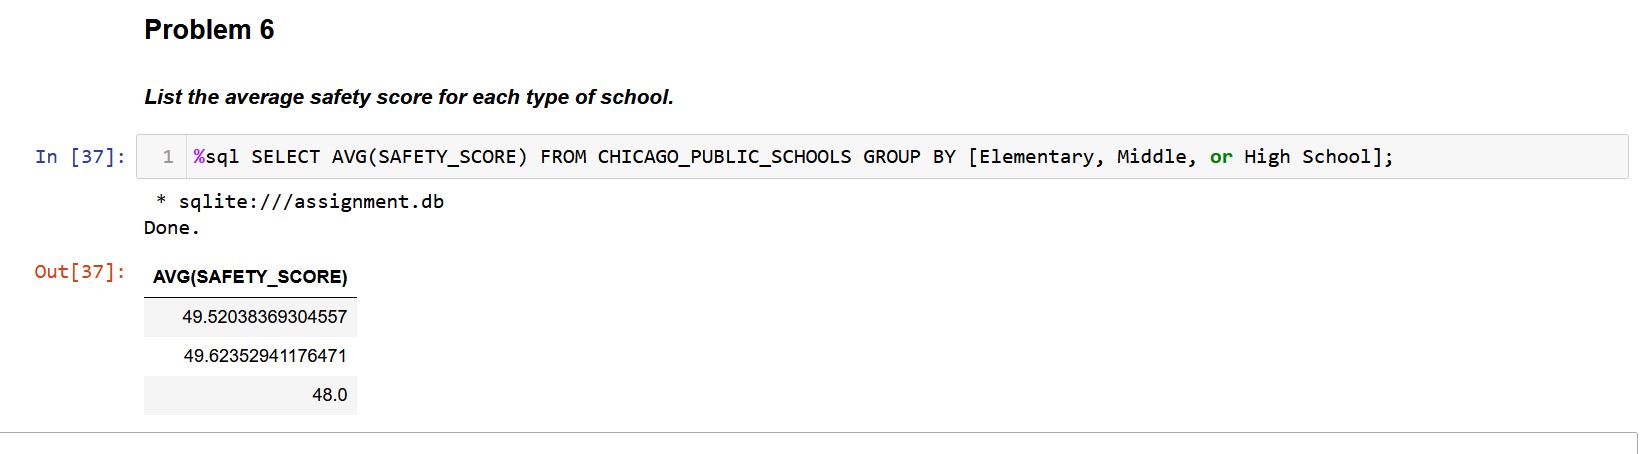 Problem 6
List the average safety score for each type of school.
In [37]: 1 %sql SELECT AVG(SAFETY_SCORE) FROM CHICAGO_PUBLIC_SCHOOLS GROUP BY [Elementary, Middle, or High School];
* sqlite:///assignment.db
Done.
Out[37]: AVG(SAFETY_SCORE)
49.52038369304557
49.62352941176471
48.0